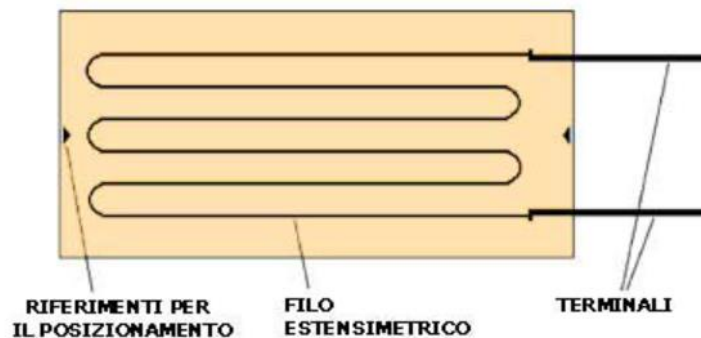 RIFERIMENTI PER
IL POSIZIONAMENTO
FILO
ESTENSIMETRICO
TERMINALI